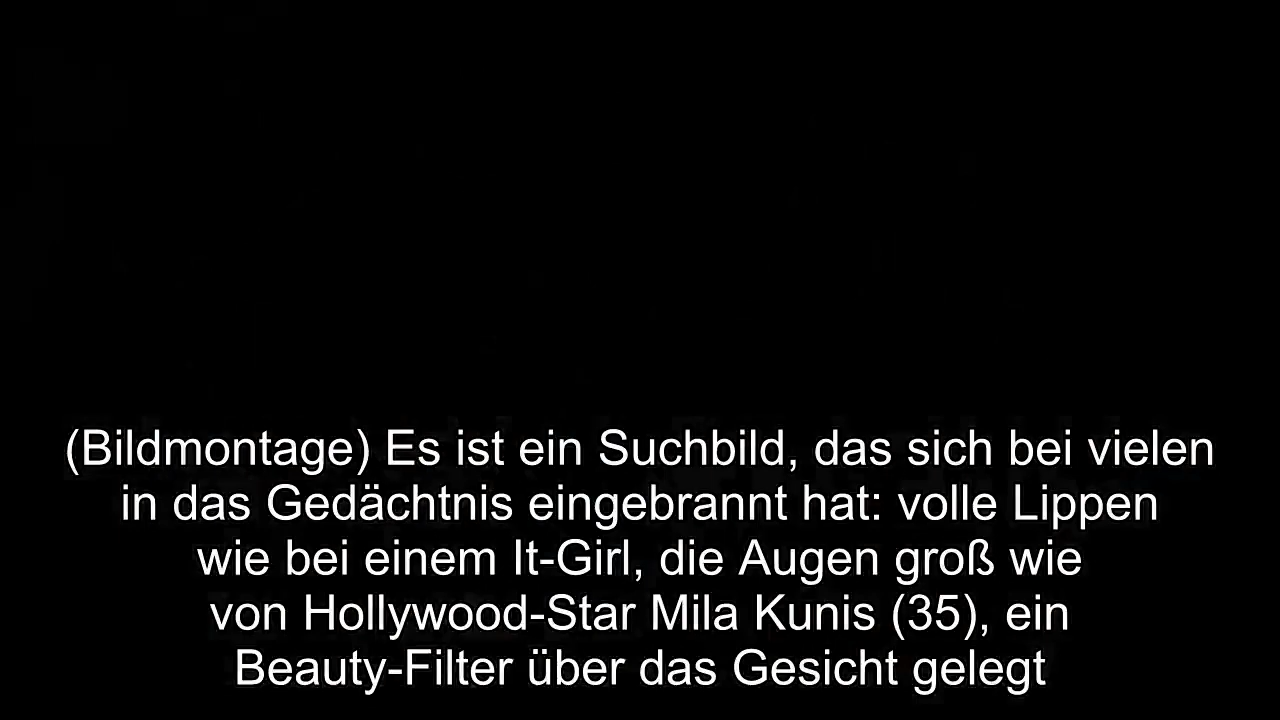 (Bildmontage) Es ist ein Suchbild, das sich bei vielen
in das Gedächtnis eingebrannt hat: volle Lippen
wie bei einem It-Girl, die Augen groß wie
von Hollywood-Star Mila Kunis (35), ein
Beauty-Filter über das Gesicht gelegt